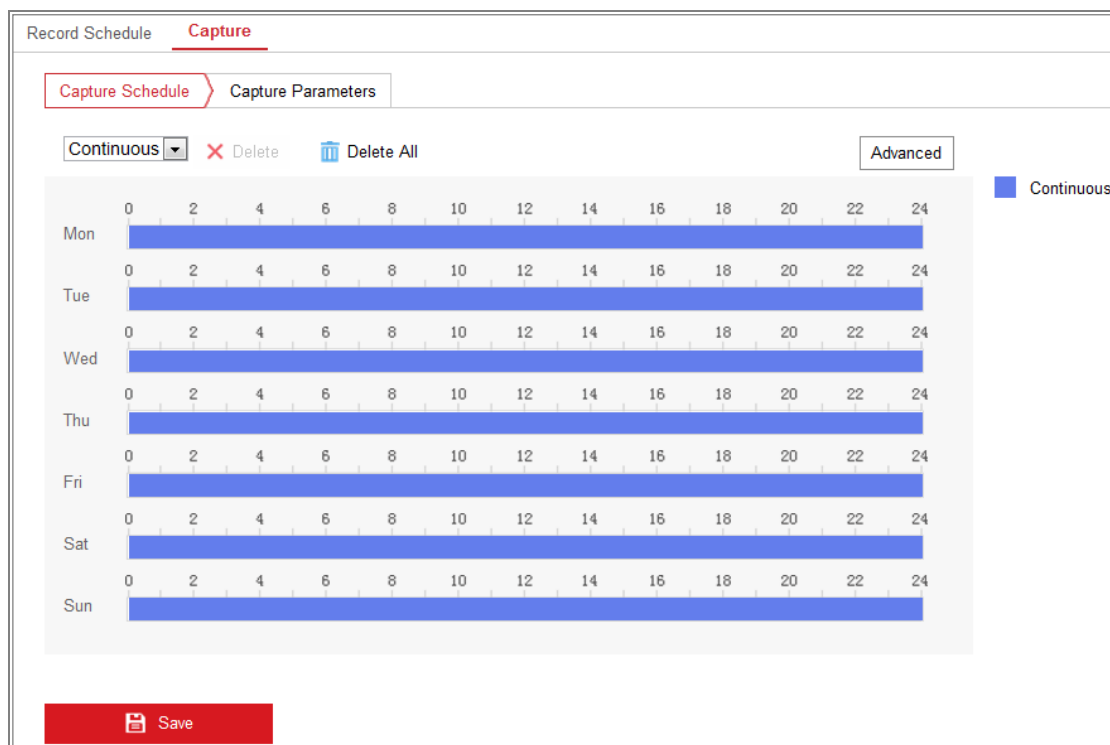 Record Schedule Capture
Capture Schedule Capture Parameters
Continuous Delete Delete All Advanced
Continuous
0 2 4 6 8 10 12 14 16 18 20 22 24
Mon
0 2 4 6 8 10 12 14 16 18 20 22 24
Tue
0 2 4 6 8 10 12 14 16 18 20 22 24
Wed
0 2 4 6 8 10 12 14 16 18 20 22 24
Thu
0 2 4 6 8 10 12 14 16 18 20 22 24
Fri
0 2 4 6 8 10 12 14 16 18 20 22 24
Sat
0 2 4 6 8 10 12 14 16 18 20 22 24
Sun
Save